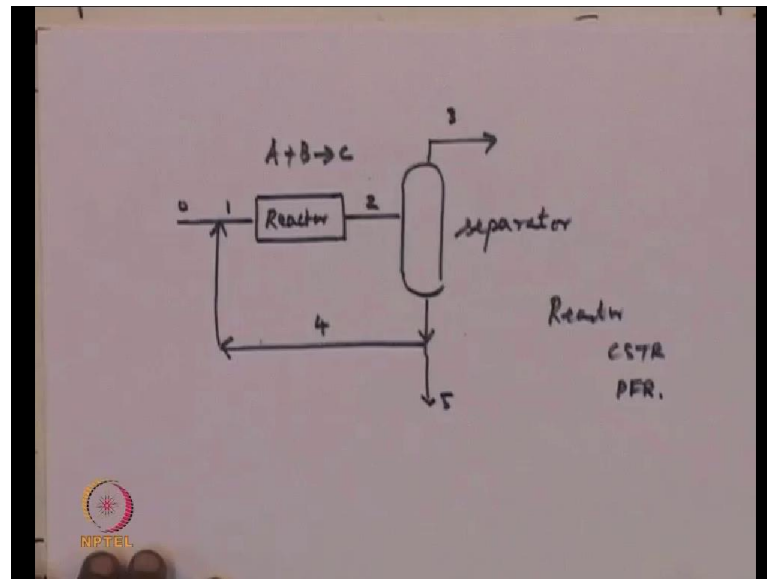 3
A + B → C
0 1 Reactor 2
separator
4
Reactor
CSTR
PFR.
5
NPTEL